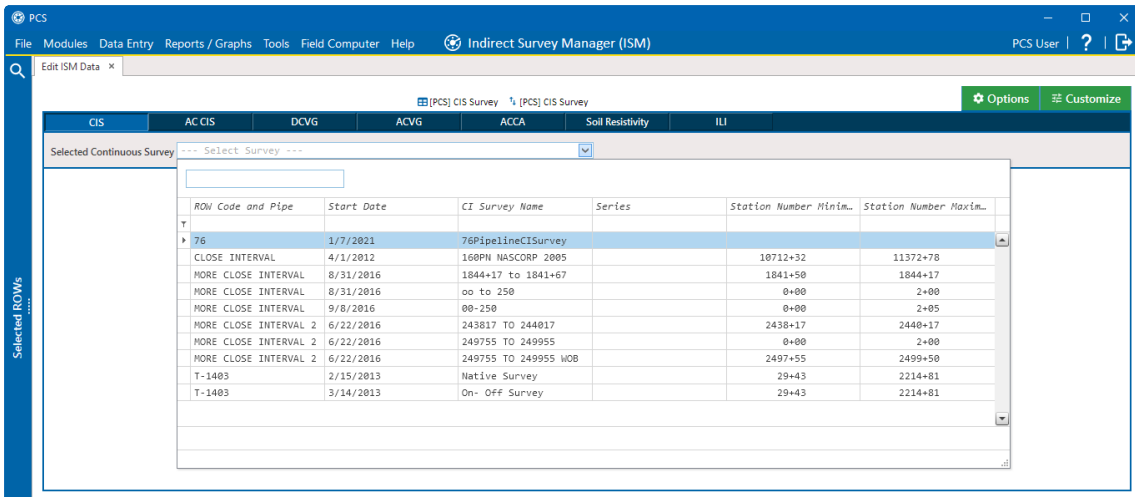 PCS
File Modules Data Entry Reports / Graphs Tools Field Computer Help Indirect Survey Manager (ISM) PCS User | ? |
Edit ISM Data ×
[PCS] CIS Survey [PCS] CIS Survey Options Customize
CIS AC CIS DCVG ACVG ACCA Soil Resistivity ILI
Selected Continuous Survey --- Select Survey ---
ROW Code and Pipe Start Date CI Survey Name Series Station Number Minim… Station Number Maxim…
76 1/7/2021 76PipelineCISurvey
CLOSE INTERVAL 4/1/2012 160PN NASCORP 2005 10712+32 11372+78
MORE CLOSE INTERVAL 8/31/2016 1844+17 to 1841+67 1841+50 1844+17
MORE CLOSE INTERVAL 8/31/2016 oo to 250 0+00 2+00
MORE CLOSE INTERVAL 9/8/2016 00-250 0+00 2+05
MORE CLOSE INTERVAL 2 6/22/2016 243817 TO 244017 2438+17 2440+17
MORE CLOSE INTERVAL 2 6/22/2016 249755 TO 249955 0+00 2+00
MORE CLOSE INTERVAL 2 6/22/2016 249755 TO 249955 WOB 2497+55 2499+50
T-1403 2/15/2013 Native Survey 29+43 2214+81
T-1403 3/14/2013 On- Off Survey 29+43 2214+81
Selected ROWs